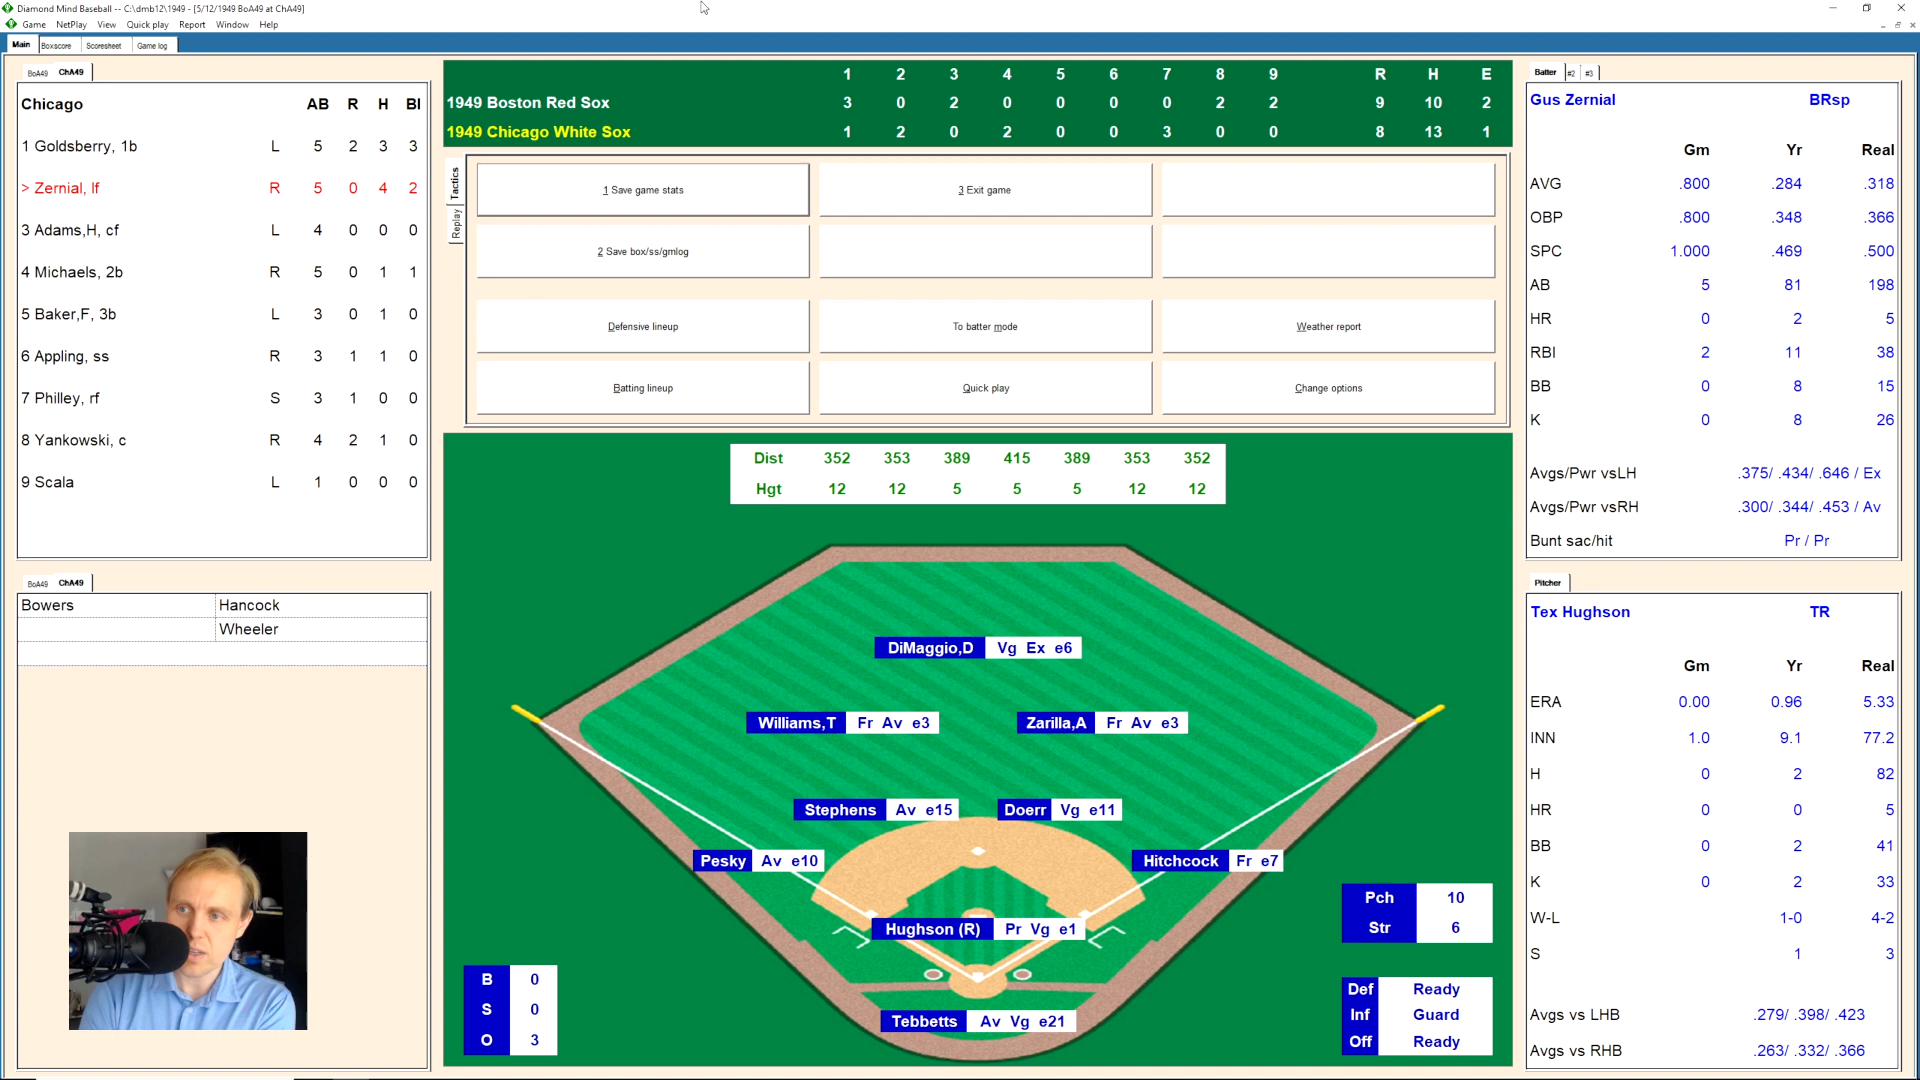 Diamond Mind Baseball -- C:\dmb12\1949 - [5/12/1949 BoA49 at ChA49]
Game NetPlay View Quick play Report Window Help
Main Boxscore Scoresheet Game log
BoA49 ChA49
Chicago AB R H BI
1 Goldsberry, 1b L 5 2 3 3
> Zernial, lf R 5 0 4 2
3 Adams,H, cf L 4 0 0 0
4 Michaels, 2b R 5 0 1 1
5 Baker,F, 3b L 3 0 1 0
6 Appling, ss R 3 1 1 0
7 Philley, rf S 3 1 0 0
8 Yankowski, c R 4 2 1 0
9 Scala L 1 0 0 0
BoA49 ChA49
Bowers Hancock
Wheeler
1 2 3 4 5 6 7 8 9 R H E
1949 Boston Red Sox 3 0 2 0 0 0 0 2 2 9 10 2
1949 Chicago White Sox 1 2 0 2 0 0 3 0 0 8 13 1
Tactics
Replay
1 Save game stats
3 Exit game
2 Save box/ss/gmlog
Defensive lineup
To batter mode
Weather report
Batting lineup
Quick play
Change options
Dist 352 353 389 415 389 353 352
Hgt 12 12 5 5 5 12 12
DiMaggio,D Vg Ex e6
Williams,T Fr Av e3
Zarilla,A Fr Av e3
Stephens Av e15
Doerr Vg e11
Pesky Av e10
Hitchcock Fr e7
Hughson (R) Pr Vg e1
Tebbetts Av Vg e21
Pch 10
Str 6
B 0
S 0
O 3
Def Ready
Inf Guard
Off Ready
Batter #2 #3
Gus Zernial BRsp
Gm Yr Real
AVG .800 .284 .318
OBP .800 .348 .366
SPC 1.000 .469 .500
AB 5 81 198
HR 0 2 5
RBI 2 11 38
BB 0 8 15
K 0 8 26
Avgs/Pwr vsLH .375/ .434/ .646 / Ex
Avgs/Pwr vsRH .300/ .344/ .453 / Av
Bunt sac/hit Pr / Pr
Pitcher
Tex Hughson TR
Gm Yr Real
ERA 0.00 0.96 5.33
INN 1.0 9.1 77.2
H 0 2 82
HR 0 0 5
BB 0 2 41
K 0 2 33
W-L 1-0 4-2
S 1 3
Avgs vs LHB .279/ .398/ .423
Avgs vs RHB .263/ .332/ .366